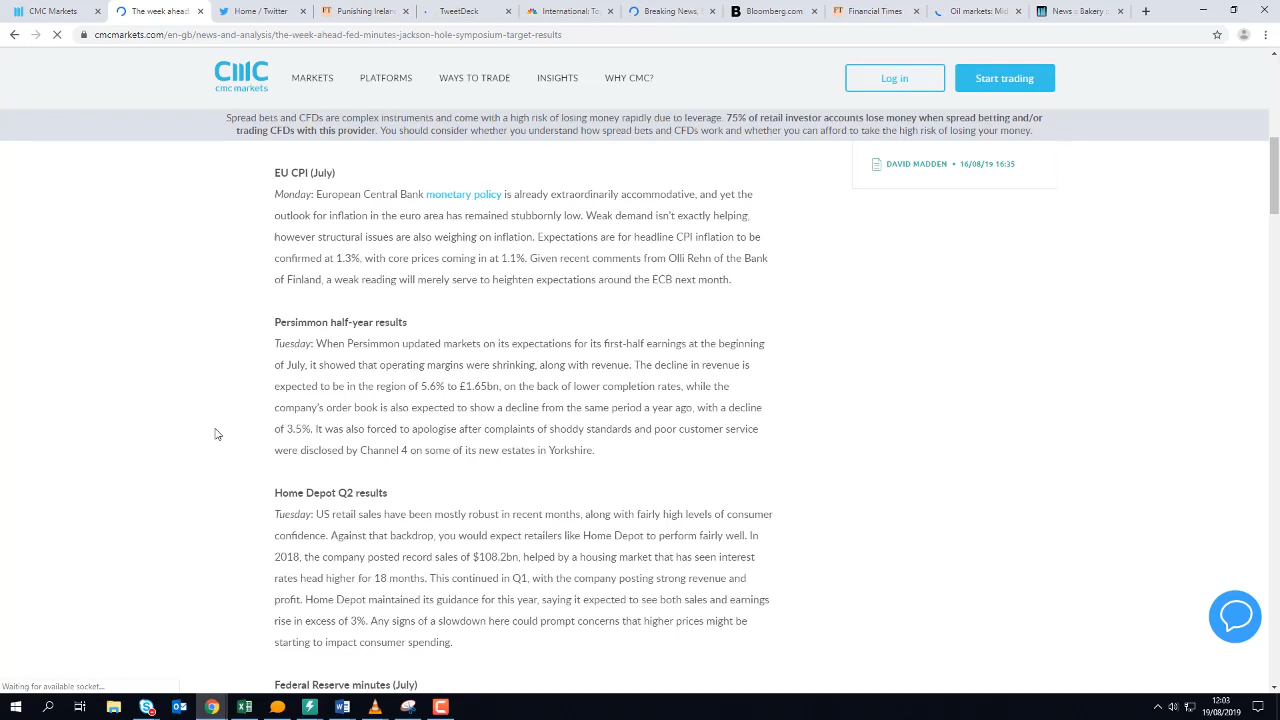 CMC Markets
The week ahea
Home / Twitter
Punishing Irelan
TweetDeck
International: To
Breaking News,
Bloomberg.com
Financial Times
Oil markets: Mid
News :: Bakery
cmcmarkets.com/en-gb/news-and-analysis/the-week-ahead-fed-minutes-jackson-hole-symposium-target-results
CMC
cmc markets
MARKETS
PLATFORMS
WAYS TO TRADE
INSIGHTS
WHY CMC?
Log in
Start trading
Spread bets and CFDs are complex instruments and come with a high risk of losing money rapidly due to leverage. 75% of retail investor accounts lose money when spread betting and/or
trading CFDs with this provider. You should consider whether you understand how spread bets and CFDs work and whether you can afford to take the high risk of losing your money.
DAVID MADDEN • 16/08/19 16:35
EU CPI (July)
Monday: European Central Bank monetary policy is already extraordinarily accommodative, and yet the
outlook for inflation in the euro area has remained stubbornly low. Weak demand isn't exactly helping,
however structural issues are also weighing on inflation. Expectations are for headline CPI inflation to be
confirmed at 1.3%, with core prices coming in at 1.1%. Given recent comments from Olli Rehn of the Bank
of Finland, a weak reading will merely serve to heighten expectations around the ECB next month.
Persimmon half-year results
Tuesday: When Persimmon updated markets on its expectations for its first-half earnings at the beginning
of July, it showed that operating margins were shrinking, along with revenue. The decline in revenue is
expected to be in the region of 5.6% to £1.65bn, on the back of lower completion rates, while the
company's order book is also expected to show a decline from the same period a year ago, with a decline
of 3.5%. It was also forced to apologise after complaints of shoddy standards and poor customer service
were disclosed by Channel 4 on some of its new estates in Yorkshire.
Home Depot Q2 results
Tuesday: US retail sales have been mostly robust in recent months, along with fairly high levels of consumer
confidence. Against that backdrop, you would expect retailers like Home Depot to perform fairly well. In
2018, the company posted record sales of $108.2bn, helped by a housing market that has seen interest
rates head higher for 18 months. This continued in Q1, with the company posting strong revenue and
profit. Home Depot maintained its guidance for this year, saying it expected to see both sales and earnings
rise in excess of 3%. Any signs of a slowdown here could prompt concerns that higher prices might be
starting to impact consumer spending.
Federal Reserve minutes (July)
Waiting for available socket...
12:03
19/08/2019